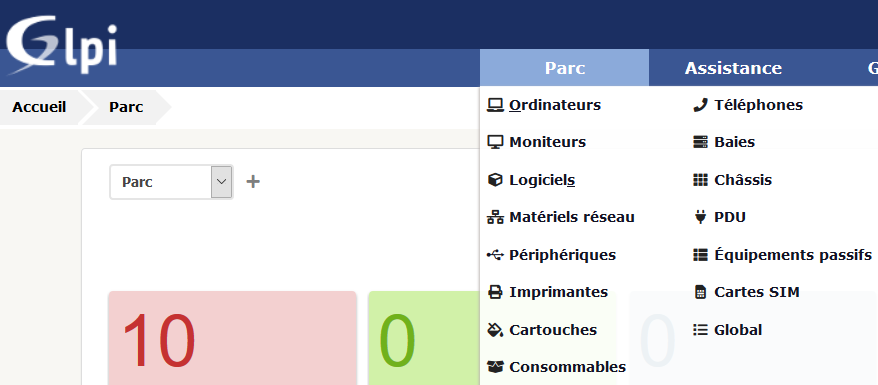 Glpi
Parc Assistance G
Accueil Parc
Ordinateurs Téléphones
Moniteurs Baies
Parc
Logiciels Châssis
Matériels réseau PDU
Périphériques Équipements passifs
Imprimantes Cartes SIM
10 0 0
Cartouches Global
Consommables